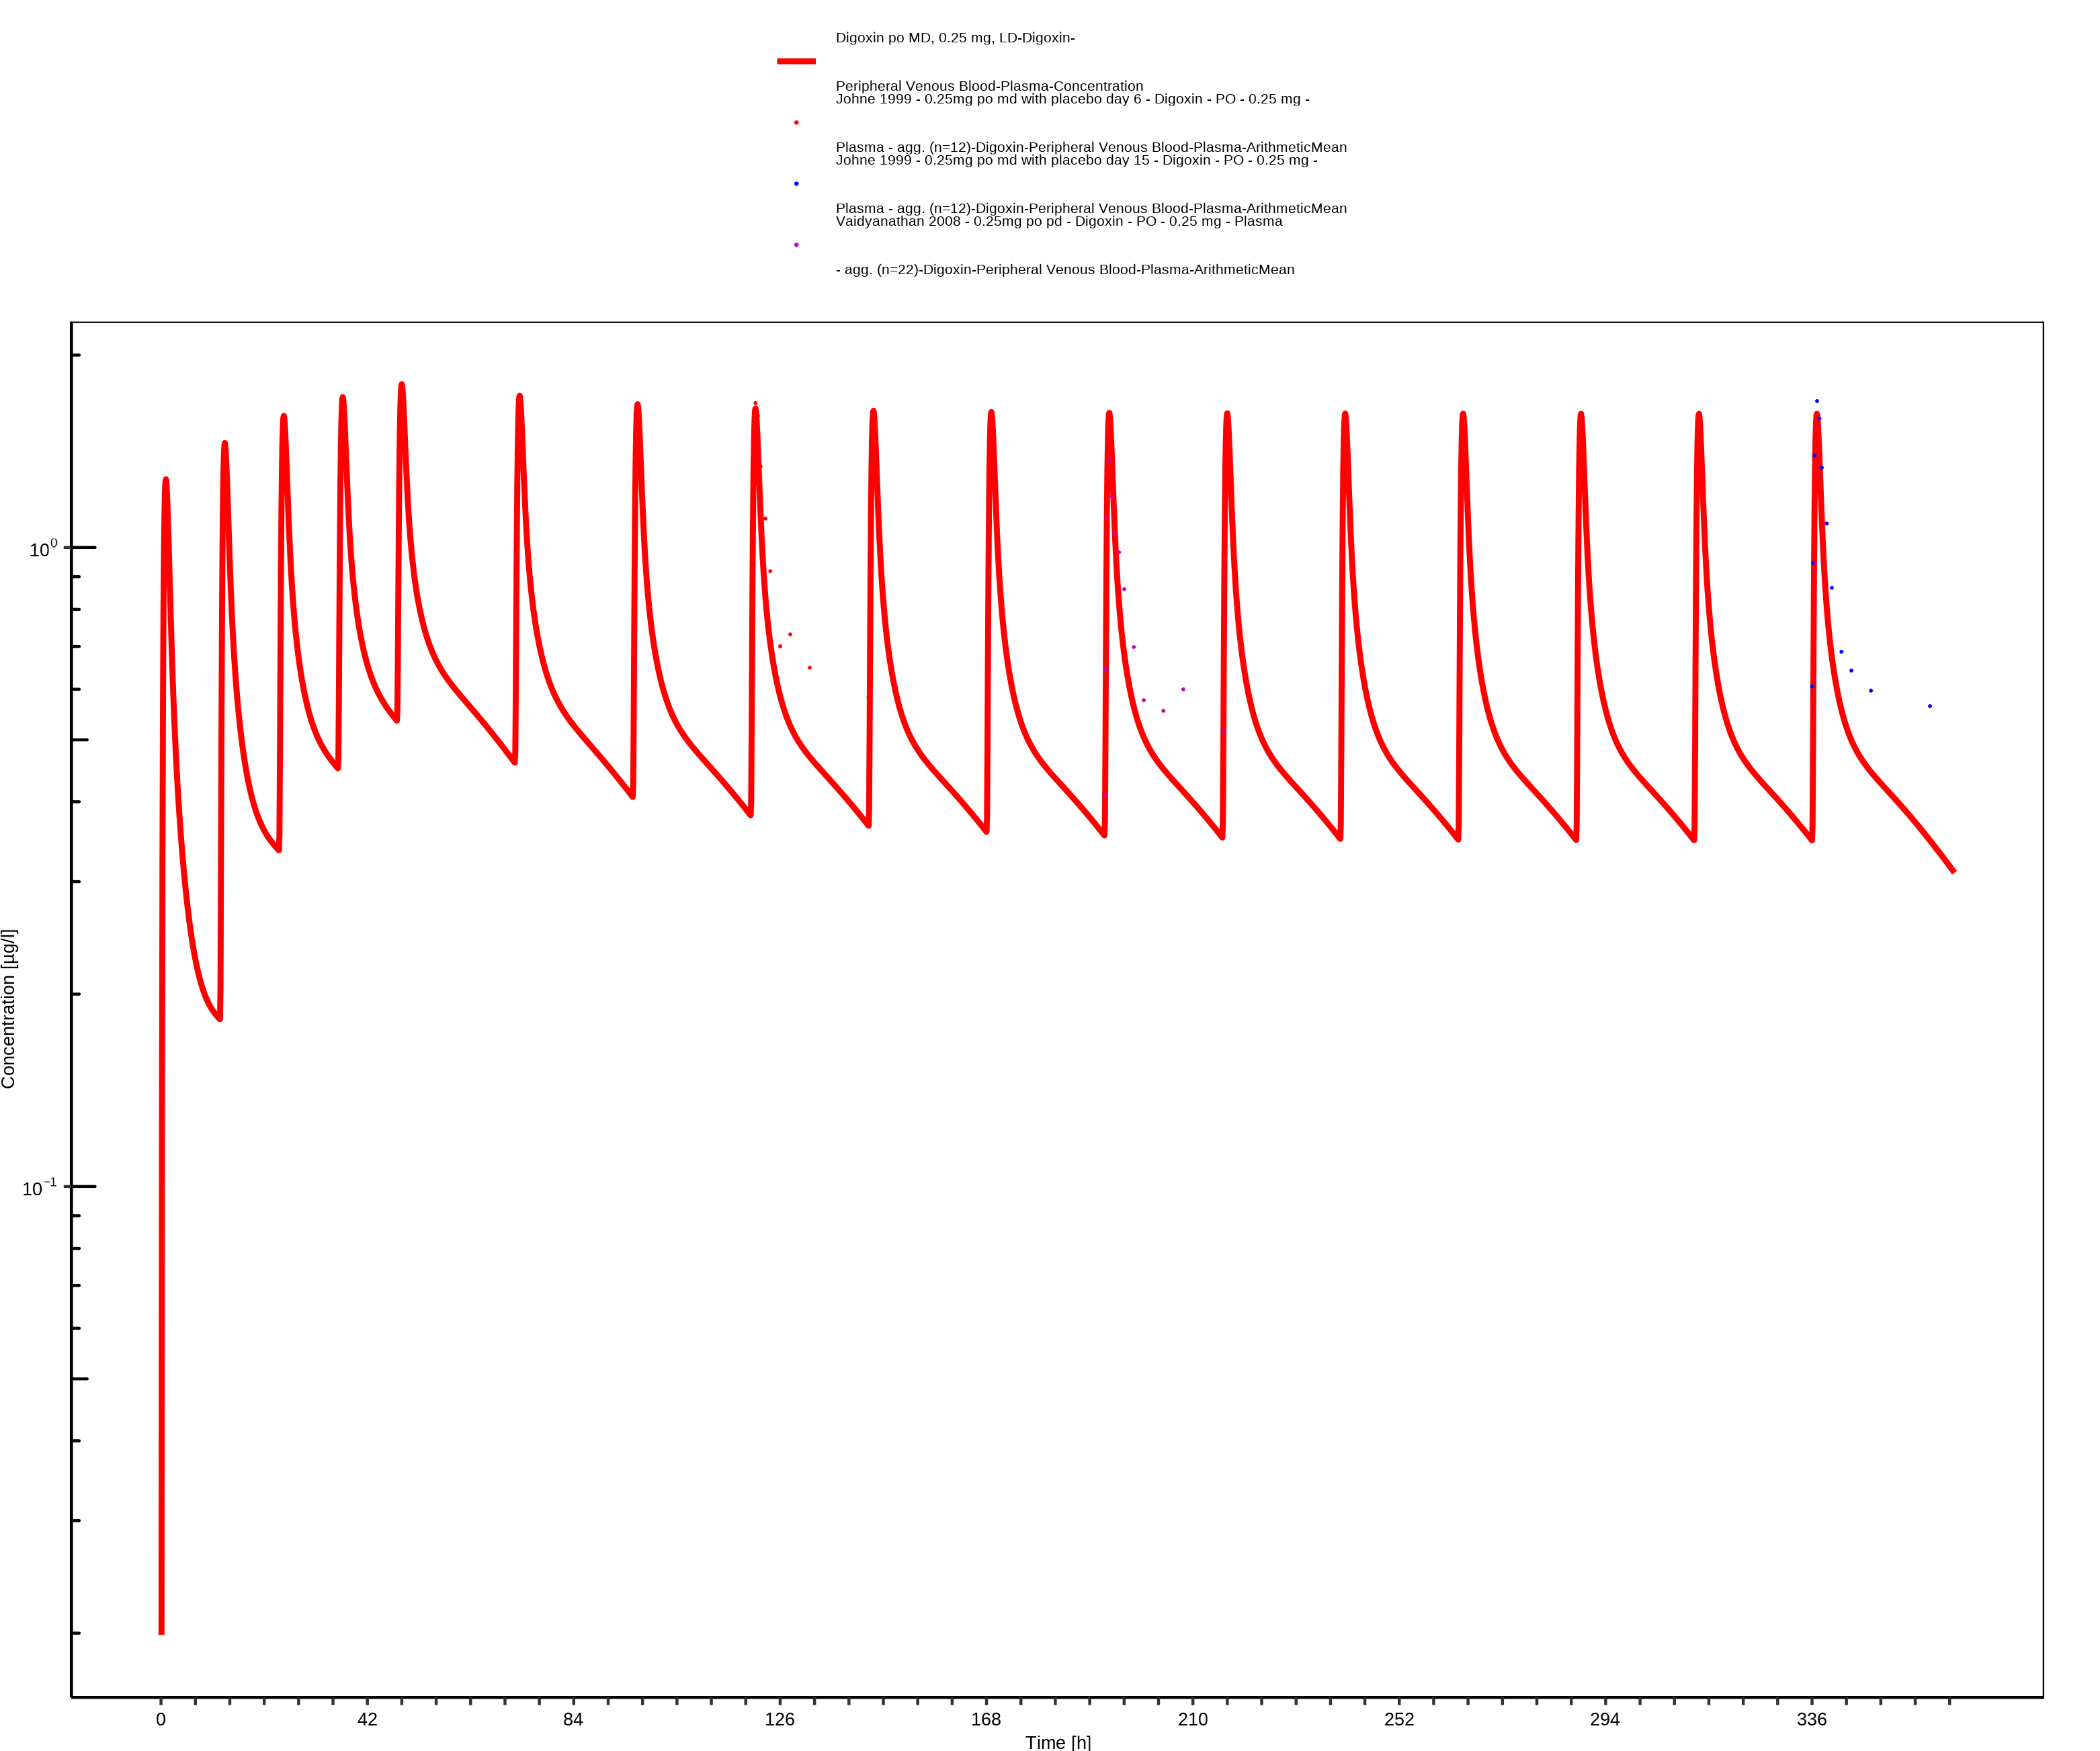 Digoxin po MD, 0.25 mg, LD-Digoxin-
Peripheral Venous Blood-Plasma-Concentration
Johne 1999 - 0.25mg po md with placebo day 6 - Digoxin - PO - 0.25 mg -
Plasma - agg. (n=12)-Digoxin-Peripheral Venous Blood-Plasma-ArithmeticMean
Johne 1999 - 0.25mg po md with placebo day 15 - Digoxin - PO - 0.25 mg -
Plasma - agg. (n=12)-Digoxin-Peripheral Venous Blood-Plasma-ArithmeticMean
Vaidyanathan 2008 - 0.25mg po pd - Digoxin - PO - 0.25 mg - Plasma
- agg. (n=22)-Digoxin-Peripheral Venous Blood-Plasma-ArithmeticMean
10⁰
10⁻¹
Concentration [µg/l]
0 42 84 126 168 210 252 294 336
Time [h]